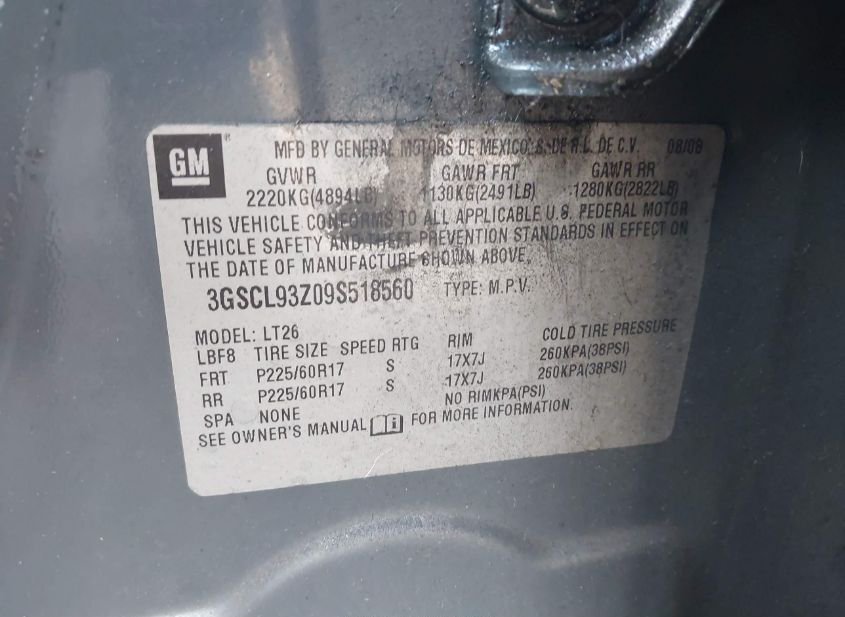 GM ® MFD BY GENERAL MOTORS DE MEXICO S. DE R.L. DE C.V. 08/08
GVWR GAWR FRT GAWR RR
2220KG(4894LB) 1130KG(2491LB) 1280KG(2822LB)
THIS VEHICLE CONFORMS TO ALL APPLICABLE U.S. FEDERAL MOTOR
VEHICLE SAFETY AND THEFT PREVENTION STANDARDS IN EFFECT ON
THE DATE OF MANUFACTURE SHOWN ABOVE.
3GSCL93Z09S518560 TYPE: M.P.V.
MODEL: LT26
LBF8 TIRE SIZE SPEED RTG RIM COLD TIRE PRESSURE
FRT P225/60R17 S 17X7J 260KPA(38PSI)
RR P225/60R17 S 17X7J 260KPA(38PSI)
SPA NONE NO RIMKPA(PSI)
SEE OWNER'S MANUAL FOR MORE INFORMATION.